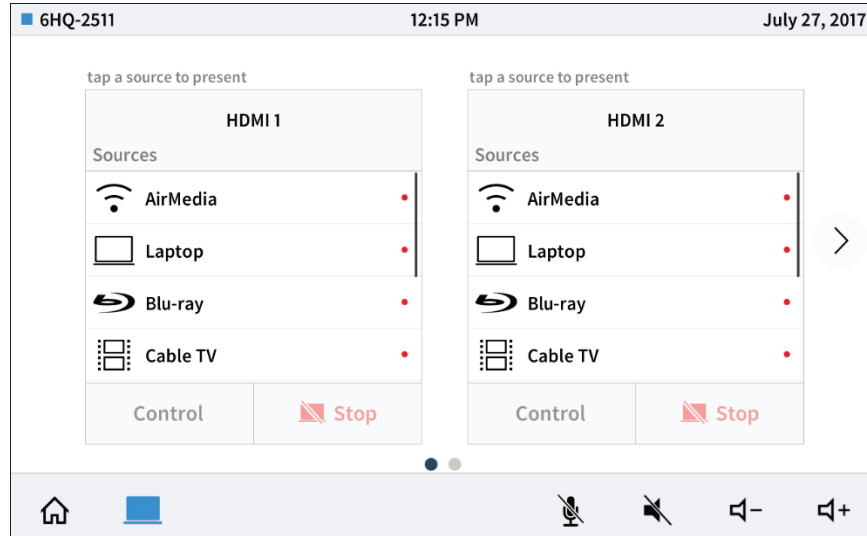 6HQ-2511 12:15 PM July 27, 2017
tap a source to present
HDMI 1
Sources
AirMedia
Laptop
Blu-ray
Cable TV
Control Stop
tap a source to present
HDMI 2
Sources
AirMedia
Laptop
Blu-ray
Cable TV
Control Stop